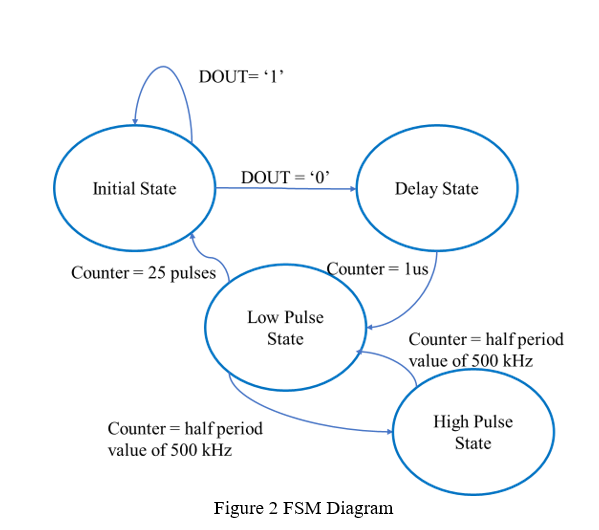 DOUT= ‘1’
Initial State
DOUT = ‘0’
Delay State
Counter = 25 pulses
Counter = 1us
Low Pulse
State
Counter = half period
value of 500 kHz
Counter = half period
value of 500 kHz
High Pulse
State
Figure 2 FSM Diagram